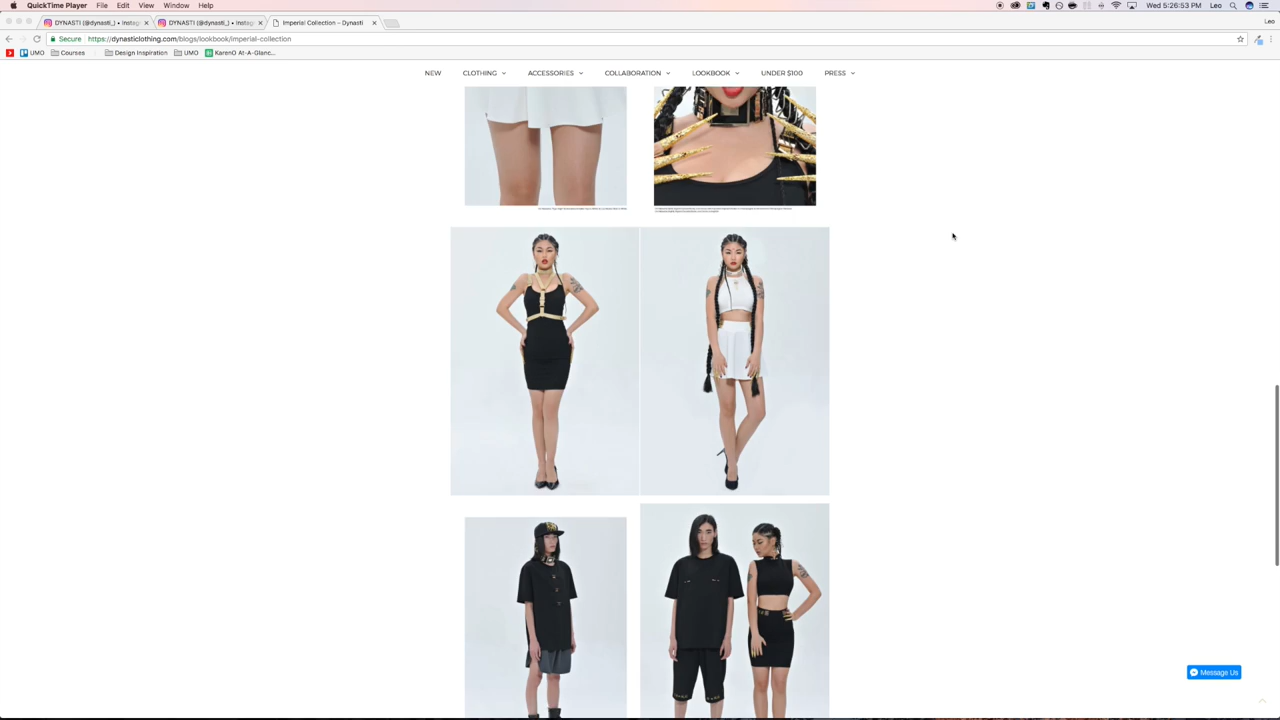 QuickTime Player File Edit View Window Help Wed 5:26:53 PM Leo
DYNASTI (@dynasti_) • Instag
DYNASTI (@dynasti_) • Instag
Imperial Collection – Dynasti
Leo
Secure https://dynasticlothing.com/blogs/lookbook/imperial-collection
UMO Courses Design Inspiration UMO KarenO At-A-Glanc...
NEW CLOTHING ACCESSORIES COLLABORATION LOOKBOOK UNDER $100 PRESS
Message Us